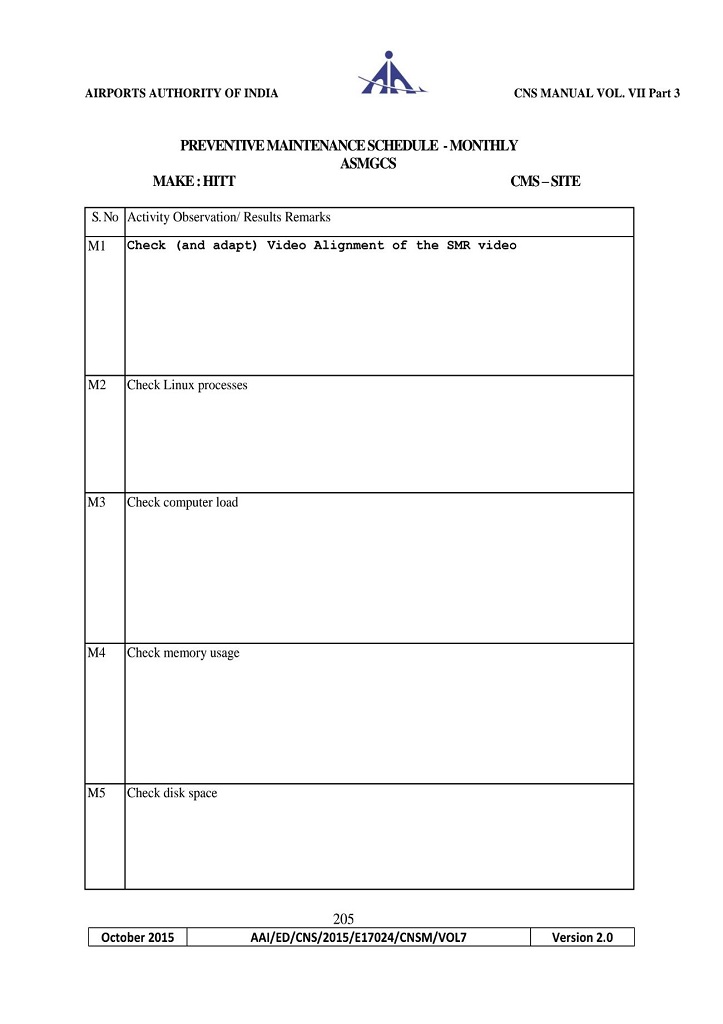 AIRPORTS AUTHORITY OF INDIA CNS MANUAL VOL. VII Part 3
PREVENTIVE MAINTENANCE SCHEDULE - MONTHLY
ASMGCS
MAKE : HITT CMS – SITE
S. No Activity Observation/ Results Remarks
M1 Check (and adapt) Video Alignment of the SMR video
M2 Check Linux processes
M3 Check computer load
M4 Check memory usage
M5 Check disk space
205
October 2015 AAI/ED/CNS/2015/E17024/CNSM/VOL7 Version 2.0